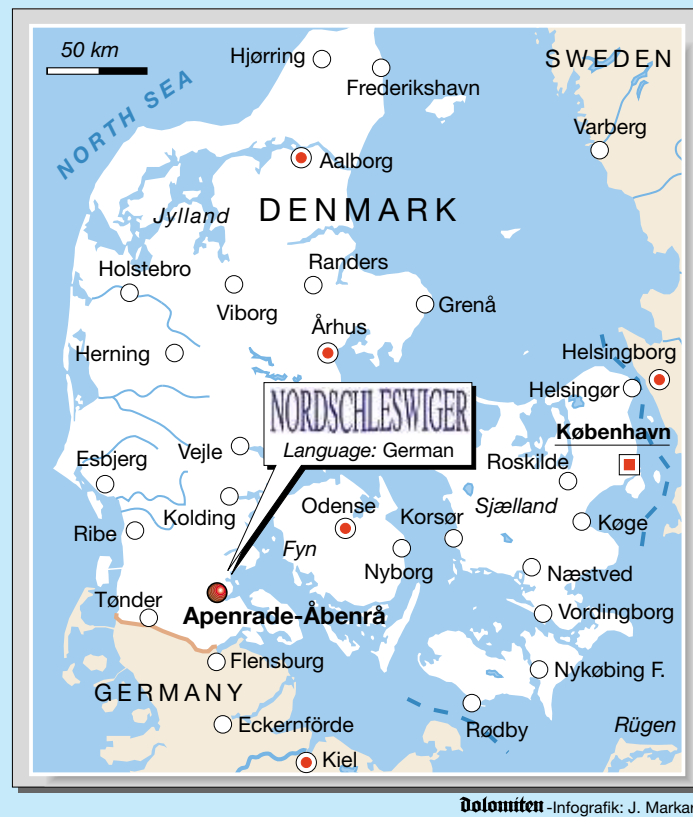 50 km
Hjørring
SWEDEN
Frederikshavn
NORTH SEA
Varberg
Aalborg
Jylland
DENMARK
Holstebro
Randers
Viborg
Grenå
Århus
Herning
Helsingborg
Helsingør
NORDSCHLESWIGER
Language: German
København
Vejle
Esbjerg
Roskilde
Kolding
Odense
Korsør
Sjælland
Køge
Ribe
Fyn
Nyborg
Næstved
Tønder
Apenrade-Åbenrå
Vordingborg
Flensburg
Nykøbing F.
GERMANY
Eckernförde
Rødby
Rügen
Kiel
Dolomiten -Infografik: J. Markar